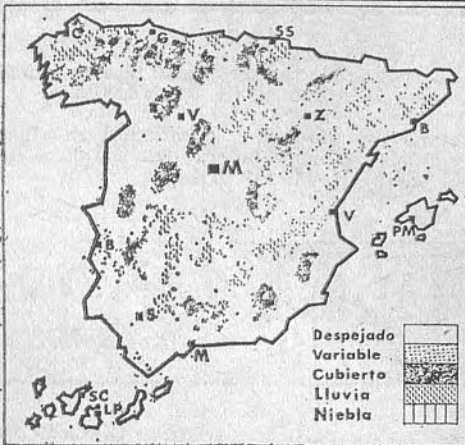 C G SS
V Z
B
M
V
PM
B
S
M
SC
LP
Despejado
Variable
Cubierto
Lluvia
Niebla